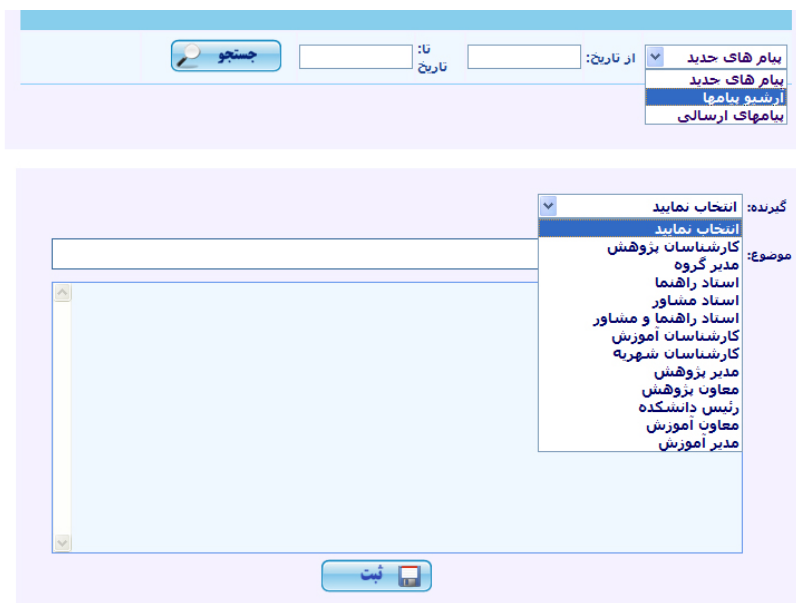 پیام های جدید
از تاریخ:
تا:
تاریخ
جستجو
پیام های جدید
ارشیو پیامها
پیامهای ارسالی
گیرنده: انتخاب نمایید
انتخاب نمایید
موضوع:
کارشناسان پژوهش
مدیر گروه
استاد راهنما
استاد مشاور
استاد راهنما و مشاور
کارشناسان آموزش
کارشناسان شهریه
مدیر پژوهش
معاون پژوهش
رئیس دانشکده
معاون آموزش
مدیر آموزش
ثبت